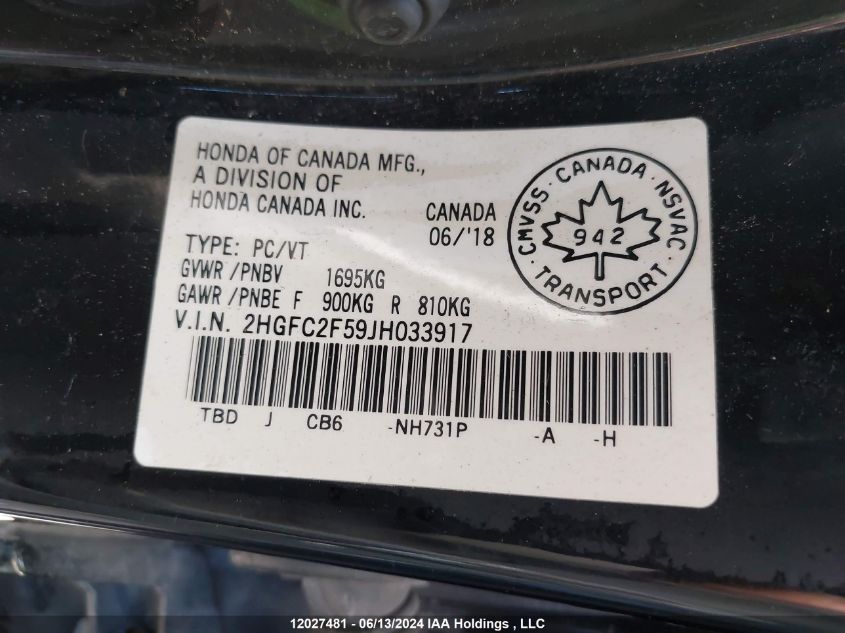 HONDA OF CANADA MFG.,
A DIVISION OF
HONDA CANADA INC.
CANADA
06/'18
CMVSS · CANADA · NSVAC ·
942
TRANSPORT
TYPE: PC/VT
GVWR /PNBV 1695KG
GAWR /PNBE F 900KG R 810KG
V.I.N. 2HGFC2F59JH033917
TBD J CB6 -NH731P -A -H
12027481 - 06/13/2024 IAA Holdings , LLC